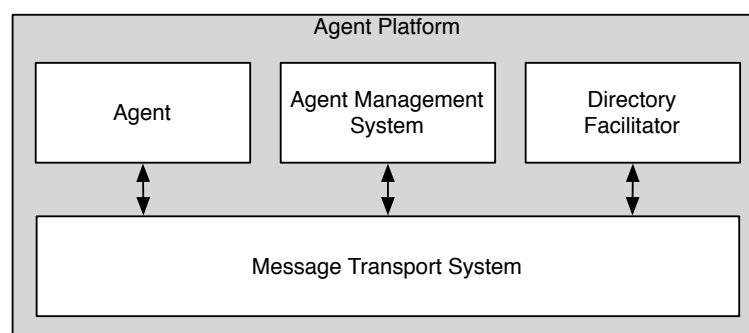 Agent Platform
Agent
Agent Management
System
Directory
Facilitator
Message Transport System